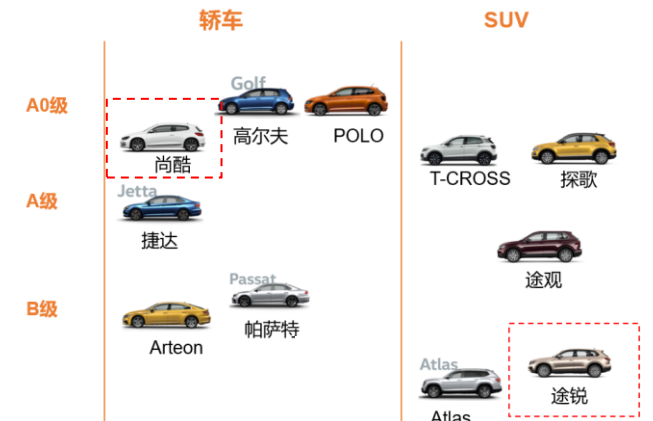 轿车
SUV
A0级
Golf
高尔夫
POLO
尚酷
T-CROSS
探歌
A级
Jetta
捷达
途观
B级
Passat
帕萨特
Arteon
Atlas
途锐
Atlas